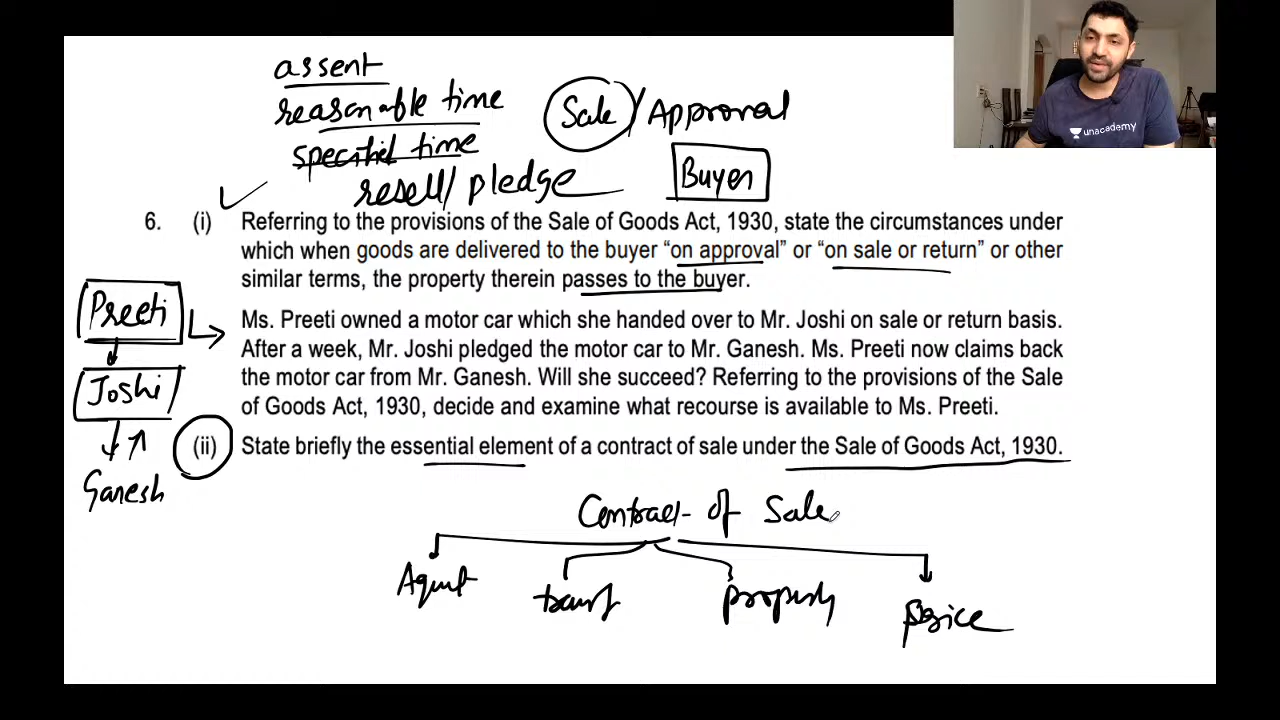 assent
reasonable time
Sale / Approval
time
resell / pledge
Buyer
unacademy
6. (i) Referring to the provisions of the Sale of Goods Act, 1930, state the circumstances under
which when goods are delivered to the buyer “on approval” or “on sale or return” or other
similar terms, the property therein passes to the buyer.
Preeti
Ms. Preeti owned a motor car which she handed over to Mr. Joshi on sale or return basis.
After a week, Mr. Joshi pledged the motor car to Mr. Ganesh. Ms. Preeti now claims back
the motor car from Mr. Ganesh. Will she succeed? Referring to the provisions of the Sale
of Goods Act, 1930, decide and examine what recourse is available to Ms. Preeti.
Joshi
(ii) State briefly the essential element of a contract of sale under the Sale of Goods Act, 1930.
Ganesh
Contract of Sale
property
price